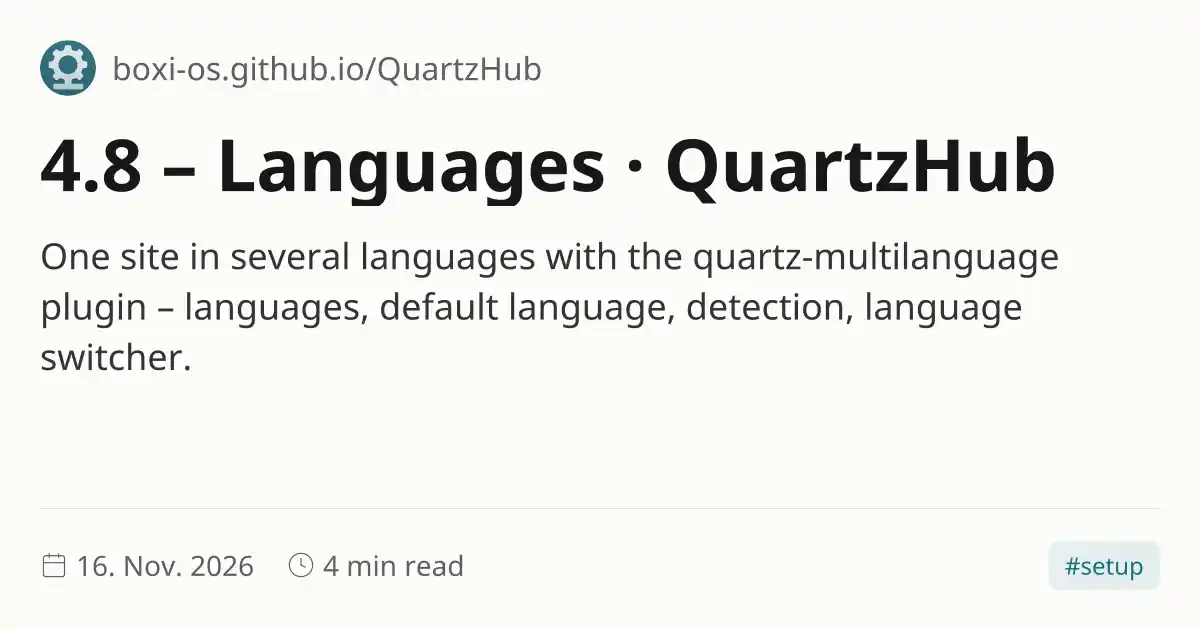 boxi-os.github.io/QuartzHub
4.8 – Languages · QuartzHub
One site in several languages with the quartz-multilanguage
plugin – languages, default language, detection, language
switcher.
16. Nov. 2026
4 min read
#setup